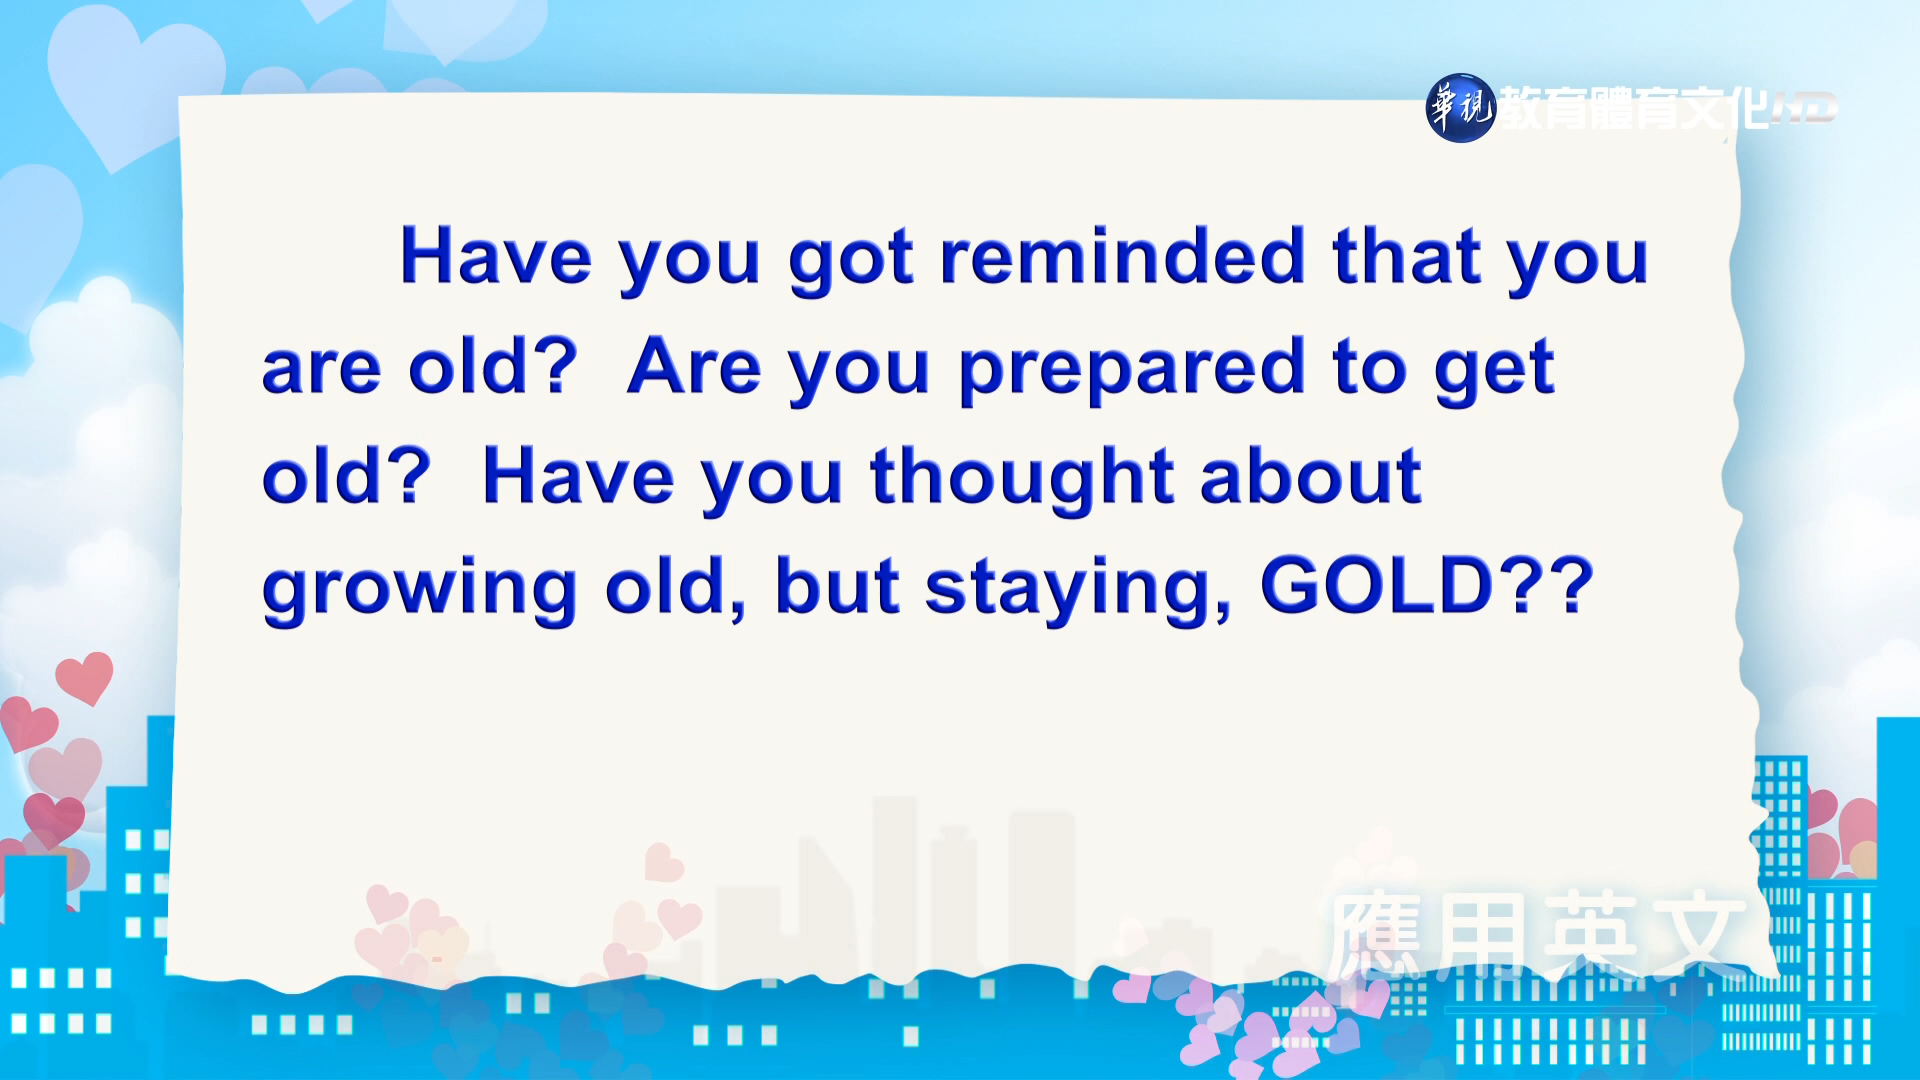 華視 教育體育文化HD
Have you got reminded that you
are old?  Are you prepared to get
old?  Have you thought about
growing old, but staying, GOLD??
應用英文